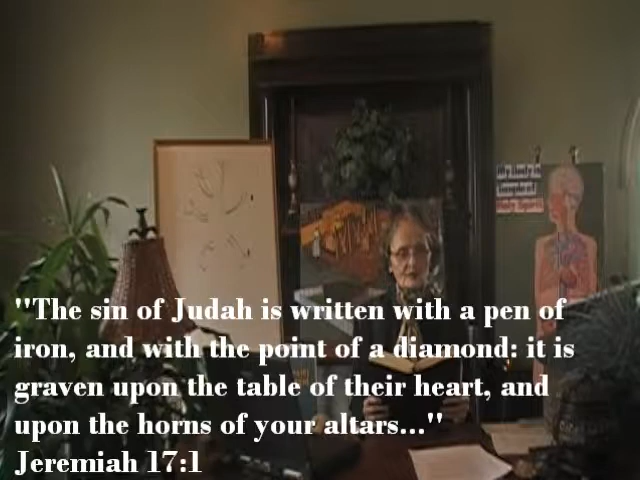 "The sin of Judah is written with a pen of
iron, and with the point of a diamond: it is
graven upon the table of their heart, and
upon the horns of your altars..."
Jeremiah 17:1